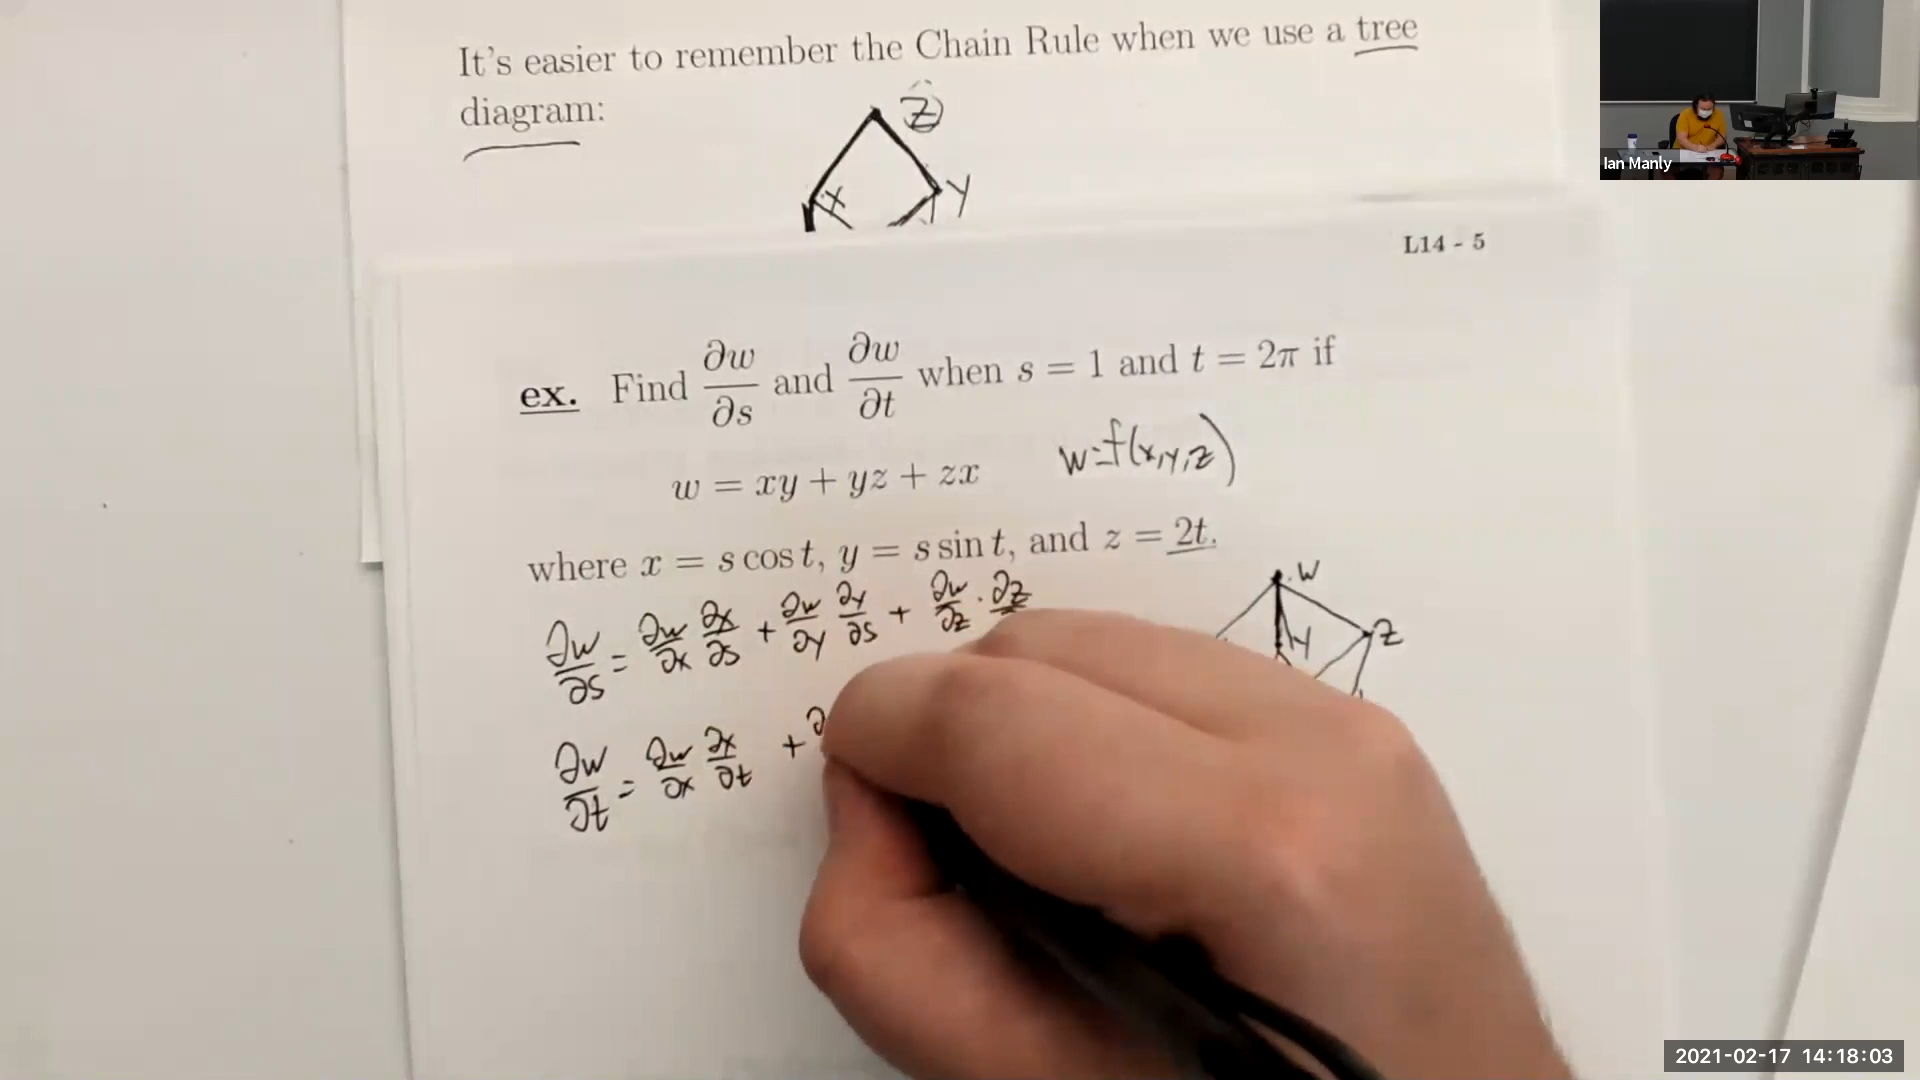 It's easier to remember the Chain Rule when we use a tree
diagram:
Z
X
Y
Ian Manly
L14 - 5
ex. Find ∂w/∂s and ∂w/∂t when s = 1 and t = 2π if
w = xy + yz + zx
w=f(x,y,z)
where x = s cos t, y = s sin t, and z = 2t.
∂w/∂s = ∂w/∂x ∂x/∂s + ∂w/∂y ∂y/∂s + ∂w/∂z · ∂z
w
Y
Z
∂w/∂t = ∂w/∂x ∂x/∂t + ∂
2021-02-17 14:18:03